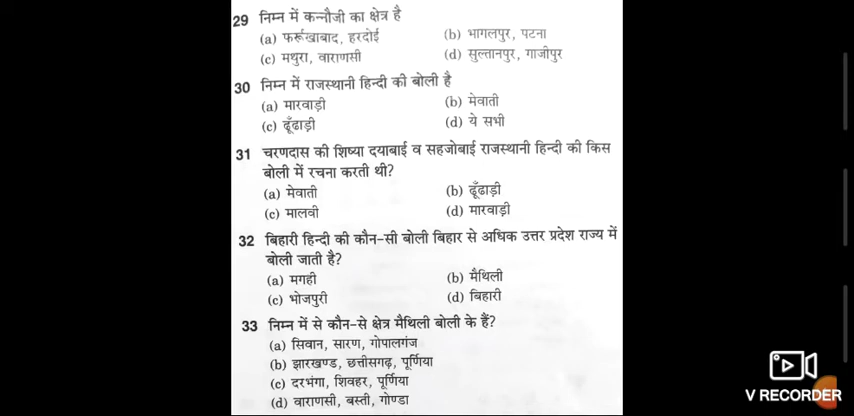 29 निम्न में कन्नौजी का क्षेत्र है
(a) फर्रूखाबाद, हरदोई (b) भागलपुर, पटना
(c) मथुरा, वाराणसी (d) सुल्तानपुर, गाजीपुर
30 निम्न में राजस्थानी हिन्दी की बोली है
(a) मारवाड़ी (b) मेवाती
(c) ढूँढाड़ी (d) ये सभी
31 चरणदास की शिष्या दयाबाई व सहजोबाई राजस्थानी हिन्दी की किस
बोली में रचना करती थी?
(a) मेवाती (b) ढूँढाड़ी
(c) मालवी (d) मारवाड़ी
32 बिहारी हिन्दी की कौन-सी बोली बिहार से अधिक उत्तर प्रदेश राज्य में
बोली जाती है?
(a) मगही (b) मैथिली
(c) भोजपुरी (d) बिहारी
33 निम्न में से कौन-से क्षेत्र मैथिली बोली के हैं?
(a) सिवान, सारण, गोपालगंज
(b) झारखण्ड, छत्तीसगढ़, पूर्णिया
(c) दरभंगा, शिवहर, पूर्णिया
(d) वाराणसी, बस्ती, गोण्डा
V RECORDER